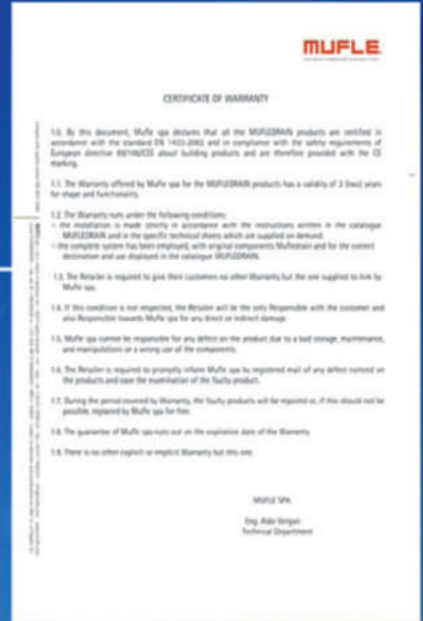 MUFLE
CERTIFICATE OF WARRANTY
1.0. By this document, Mufle spa declares that all the MUFLEDRAIN products are certified in
accordance with the standard EN 1433-2002 and in compliance with the safety requirements of
European directive 89/106/CEE about building products and are therefore provided with the CE
marking.
1.1. The Warranty offered by Mufle spa for the MUFLEDRAIN products has a validity of 2 (two) years
for shape and functionality.
1.2. The Warranty runs under the following conditions:
the installation is made strictly in accordance with the instructions written in the catalogue
MUFLEDRAIN and in the specific technical sheets which are supplied on demand.
the complete system has been employed, with original components Mufledrain and for the correct
destination and use displayed in the catalogue MUFLEDRAIN.
1.3. The Retailer is required to give their customers no other Warranty but the one supplied to him by
Mufle spa.
1.4. If this condition is not respected, the Retailer will be the only Responsible with the customer and
also Responsible towards Mufle spa for any direct or indirect damage.
1.5. Mufle spa cannot be responsible for any defect on the product due to a bad storage, maintenance,
and manipulations or a wrong use of the components.
1.6. The Retailer is required to promptly inform Mufle spa by registered mail of any defect noticed on
the products and ease the examination of the faulty product.
1.7. During the period covered by Warranty, the faulty products will be repaired or, if this should not be
possible, replaced by Mufle spa for free.
1.8. The guarantee of Mufle spa runs out on the expiration date of the Warranty
1.9. There is no other explicit or implicit Warranty but this one.
MUFLE SPA
Eng. Aldo Vergari
Technical Department